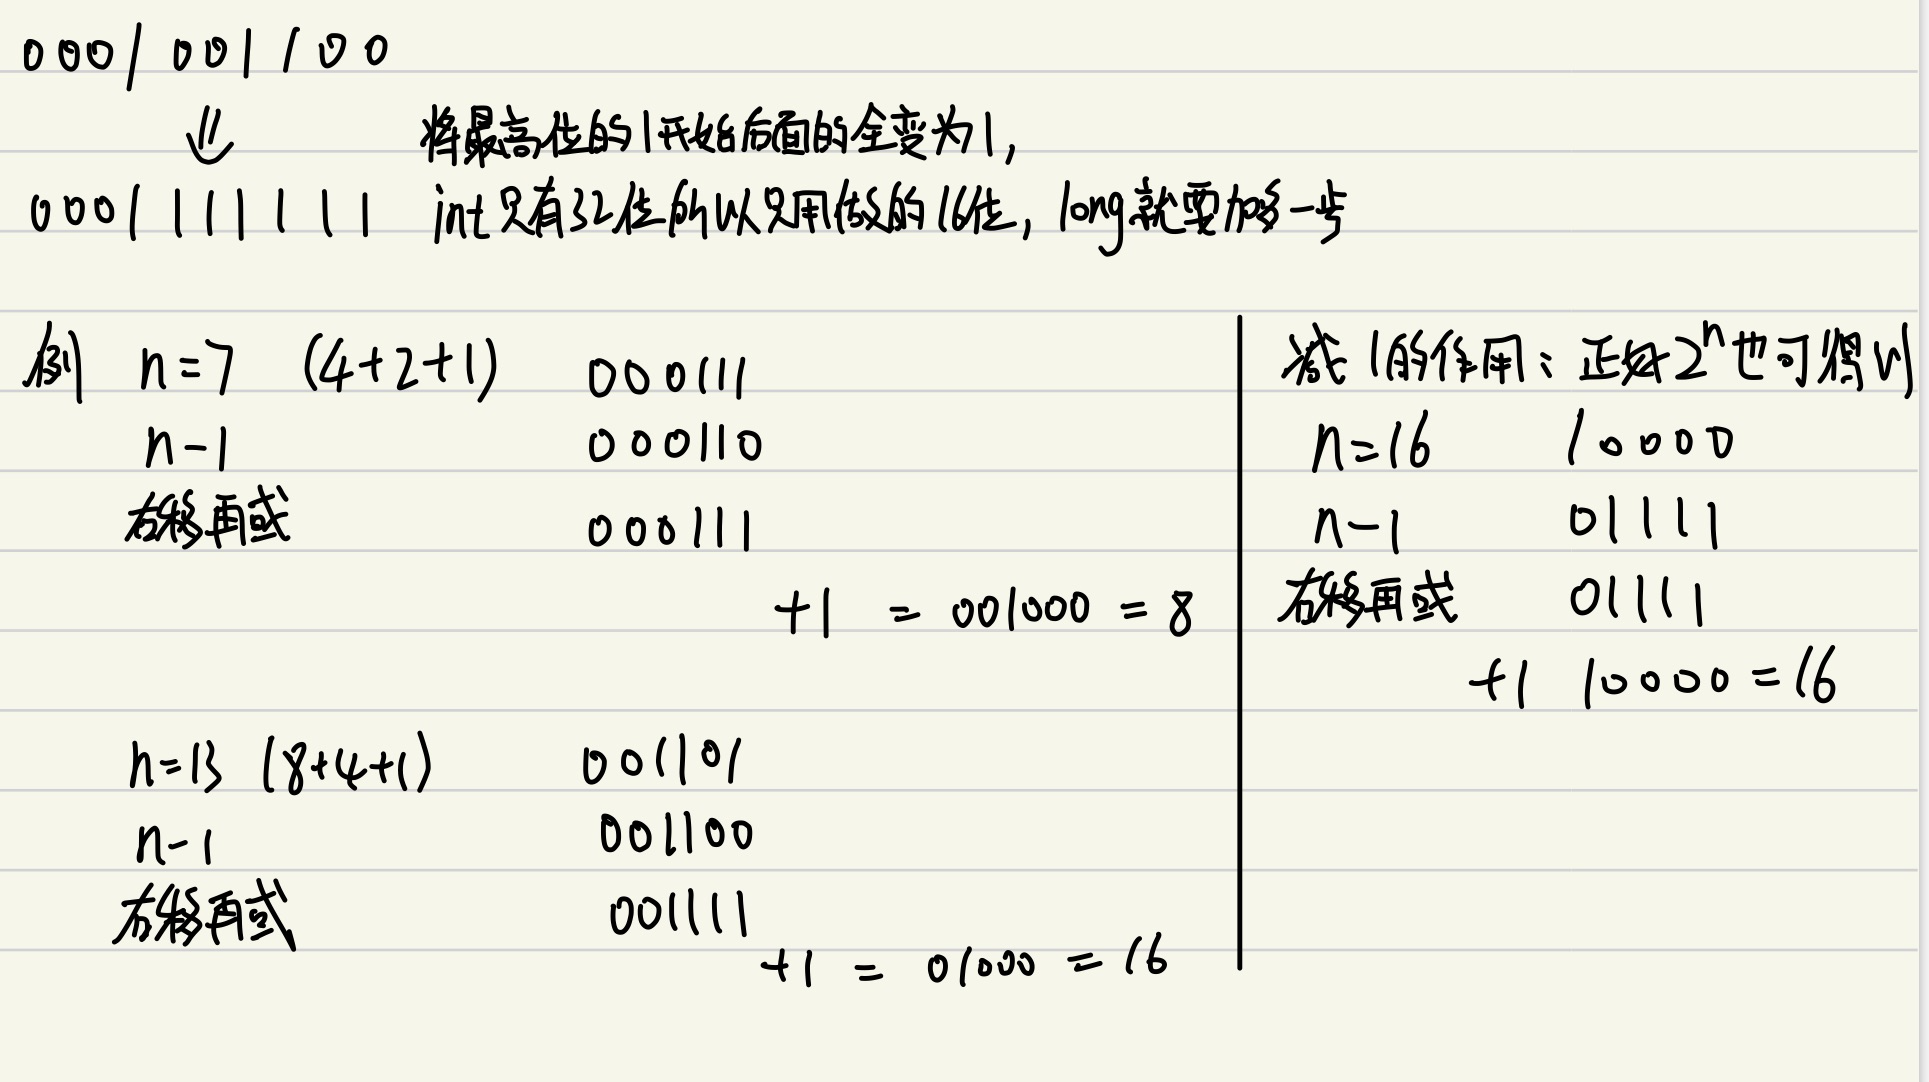 0001001100
⇓ 将最高位的1开始后面的全变为1,
0001111111 int只有32位所以只用做的16位, long就要加多一步
例 n=7 (4+2+1) 000111
n-1 000110
右移再或 000111
+1 = 001000 = 8
n=13 (8+4+1) 001101
n-1 001100
右移再或 001111
+1 = 01000 = 16
减1的作用: 正好2ⁿ也可得以
n=16 10000
n-1 01111
右移再或 01111
+1 10000=16